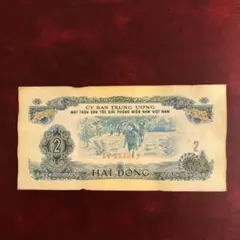 ỦY BAN TRUNG ƯƠNG
MẶT TRẬN DÂN TỘC GIẢI PHÓNG MIỀN NAM VIỆT NAM
2
2
HAI ĐỒNG